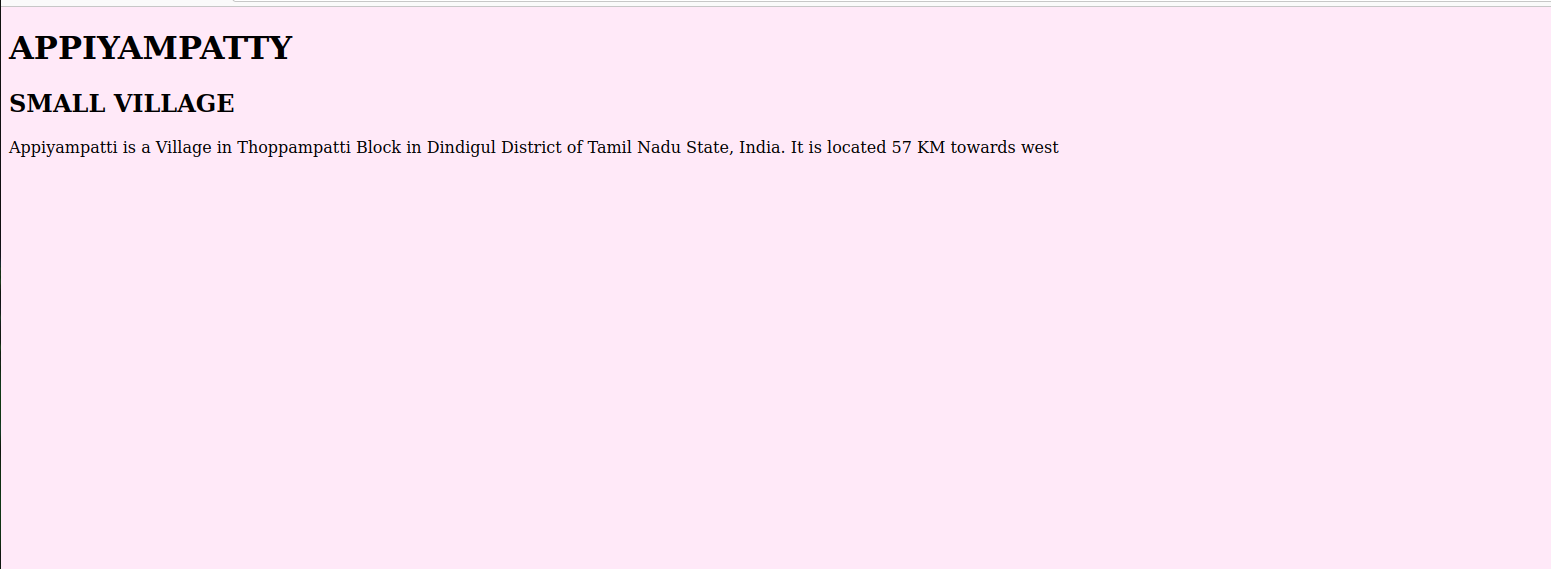 APPIYAMPATTY
SMALL VILLAGE
Appiyampatti is a Village in Thoppampatti Block in Dindigul District of Tamil Nadu State, India. It is located 57 KM towards west